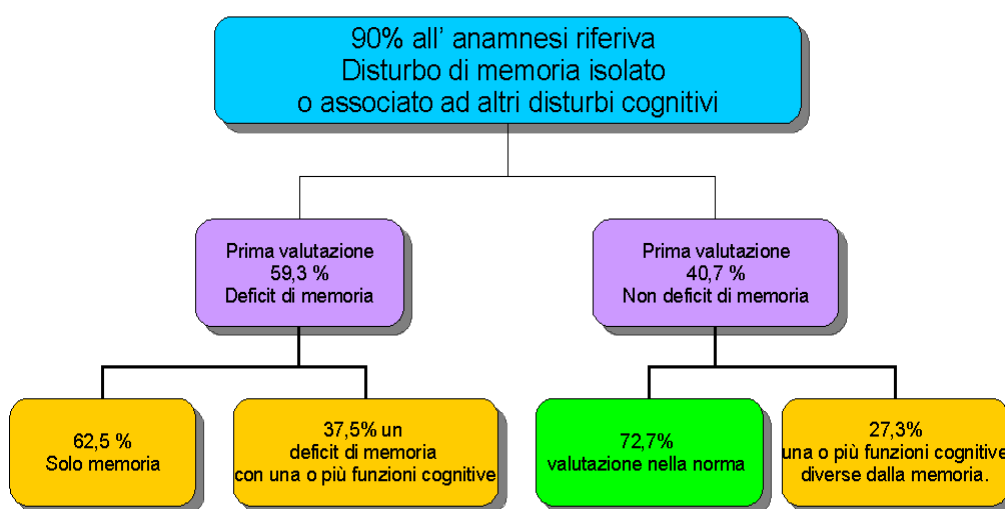 90% all’ anamnesi riferiva
Disturbo di memoria isolato
o associato ad altri disturbi cognitivi
Prima valutazione
59,3 %
Deficit di memoria
Prima valutazione
40,7 %
Non deficit di memoria
62,5 %
Solo memoria
37,5% un
deficit di memoria
con una o più funzioni cognitive
72,7%
valutazione nella norma
27,3%
una o più funzioni cognitive
diverse dalla memoria.